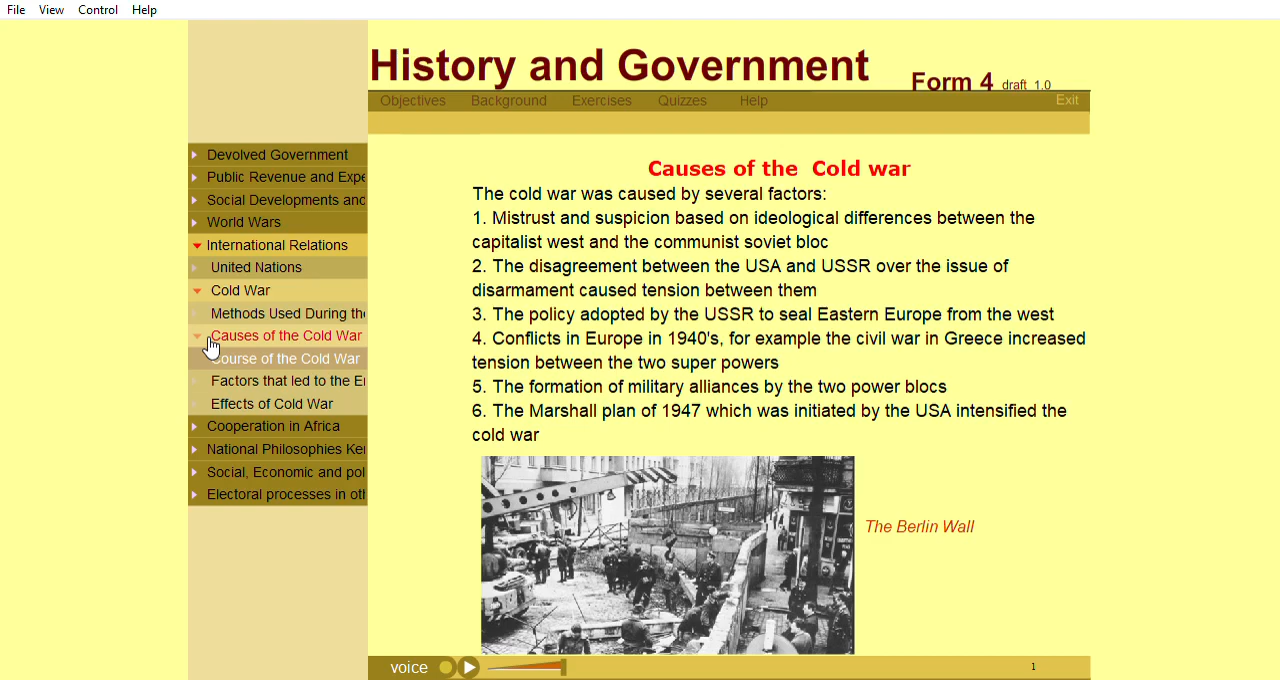 File View Control Help
History and Government
Form 4 draft 1.0
Objectives Background Exercises Quizzes Help Exit
Devolved Government
Public Revenue and Expe
Social Developments and
World Wars
International Relations
United Nations
Cold War
Methods Used During the
Causes of the Cold War
Course of the Cold War
Factors that led to the E
Effects of Cold War
Cooperation in Africa
National Philosophies Ke
Social, Economic and pol
Electoral processes in ot
Causes of the Cold war
The cold war was caused by several factors:
1. Mistrust and suspicion based on ideological differences between the
capitalist west and the communist soviet bloc
2. The disagreement between the USA and USSR over the issue of
disarmament caused tension between them
3. The policy adopted by the USSR to seal Eastern Europe from the west
4. Conflicts in Europe in 1940's, for example the civil war in Greece increased
tension between the two super powers
5. The formation of military alliances by the two power blocs
6. The Marshall plan of 1947 which was initiated by the USA intensified the
cold war
The Berlin Wall
voice
1